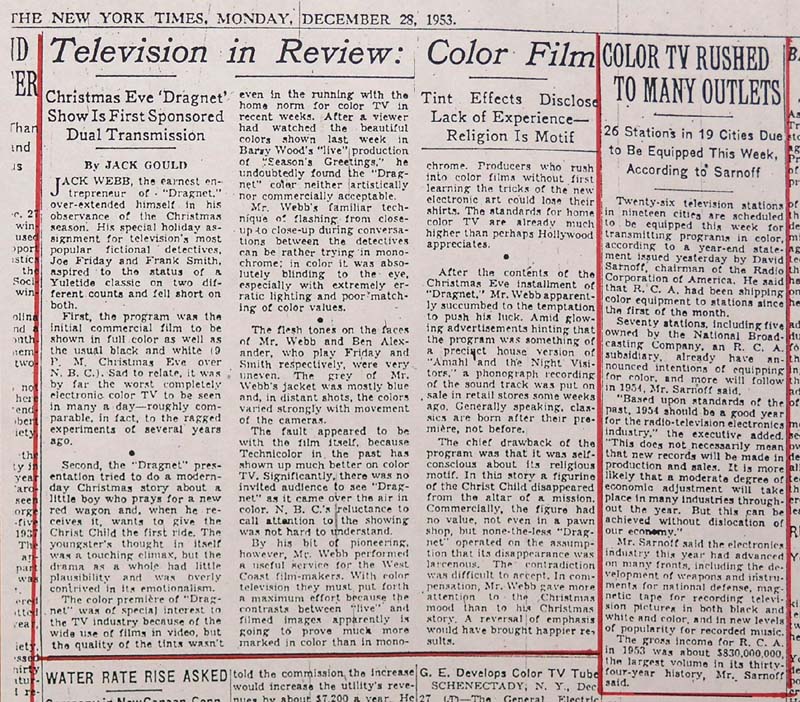 THE NEW YORK TIMES, MONDAY, DECEMBER 28, 1953.
Television in Review: Color Film
Christmas Eve 'Dragnet'
Show Is First Sponsored
Dual Transmission
By JACK GOULD
JACK WEBB, the earnest en-
trepreneur of "Dragnet,"
over-extended himself in his
observance of the Christmas
season. His special holiday as-
signment for television's most
popular fictional detectives,
Joe Friday and Frank Smith,
aspired to the status of a
Yuletide classic on two dif-
ferent counts and fell short on
both.
First, the program was the
initial commercial film to be
shown in full color as well as
the usual black and white (9
P. M. Christmas Eve over
N. B. C.). Sad to relate, it was
by far the worst completely
electronic color TV to be seen
in many a day—roughly com-
parable, in fact, to the ragged
experiments of several years
ago.
Second, the "Dragnet" pres-
entation tried to do a modern-
day Christmas story about a
little boy who prays for a new
red wagon and, when he re-
ceives it, wants to give the
Christ Child the first ride. The
youngster's thought in itself
was a touching climax, but the
drama as a whole had little
plausibility and was overly
contrived in its emotionalism.
The color première of "Drag-
net" was of special interest to
the TV industry because of the
wide use of films in video, but
the quality of the tints wasn't
even in the running with the
home norm for color TV in
recent weeks. After a viewer
had watched the beautiful
colors shown last week in
Barry Wood's "live" production
of "Season's Greetings," he
undoubtedly found the "Drag-
net" color neither artistically
nor commercially acceptable.
Mr. Webb's familiar tech-
nique of flashing from close-
up to close-up during conversa-
tions between the detectives
can be rather trying in mono-
chrome; in color it was abso-
lutely blinding to the eye,
especially with extremely er-
ratic lighting and poor match-
ing of color values.
The flesh tones on the faces
of Mr. Webb and Ben Alex-
ander, who play Friday and
Smith respectively, were very
uneven. The grey of Mr.
Webb's jacket was mostly blue
and, in distant shots, the colors
varied strongly with movement
of the cameras.
The fault appeared to be
with the film itself, because
Technicolor in the past has
shown up much better on color
TV. Significantly, there was no
invited audience to see "Drag-
net" as it came over the air in
color. N. B. C.'s reluctance to
call attention to the showing
was not hard to understand.
By his bit of pioneering,
however, Mr. Webb performed
a useful service for the West
Coast film-makers. With color
television they must put forth
a maximum effort because the
contrasts between "live" and
filmed images apparently is
going to prove much more
marked in color than in mono-
Tint Effects Disclose
Lack of Experience—
Religion Is Motif
chrome. Producers who rush
into color films without first
learning the tricks of the new
electronic art could lose their
shirts. The standards for home
color TV are already much
higher than perhaps Hollywood
appreciates.
After the contents of the
Christmas Eve installment of
"Dragnet," Mr. Webb apparent-
ly succumbed to the temptation
to push his luck. Amid glow-
ing advertisements hinting that
the program was something of
a precinct house version of
"Amahl and the Night Visi-
tors," a phonograph recording
of the sound track was put on
sale in retail stores some weeks
ago. Generally speaking, clas-
sics are born after their pre-
mière, not before.
The chief drawback of the
program was that it was self-
conscious about its religious
motif. In this story a figurine
of the Christ Child disappeared
from the altar of a mission.
Commercially, the figure had
no value, not even in a pawn
shop, but none-the-less "Drag-
net" operated on the assump-
tion that its disappearance was
larcenous. The contradiction
was difficult to accept. In com-
pensation, Mr. Webb gave more
attention to the Christmas
mood than to his Christmas
story. A reversal of emphasis
would have brought happier re-
sults.
COLOR TV RUSHED
TO MANY OUTLETS
26 Stations in 19 Cities Due
to Be Equipped This Week,
According to Sarnoff
Twenty-six television stations
in nineteen cities are scheduled
to be equipped this week for
transmitting programs in color,
according to a year-end state-
ment issued yesterday by David
Sarnoff, chairman of the Radio
Corporation of America. He said
that R. C. A. had been shipping
color equipment to stations since
the first of the month.
Seventy stations, including five
owned by the National Broad-
casting Company, an R. C. A.
subsidiary, already have an-
nounced intentions of equipping
for color, and more will follow
in 1954, Mr. Sarnoff said.
"Based upon standards of the
past, 1954 should be a good year
for the radio-television electronics
industry," the executive added.
"This does not necessarily mean
that new records will be made in
production and sales. It is more
likely that a moderate degree of
economic adjustment will take
place in many industries through-
out the year. But this can be
achieved without dislocation of
our economy."
Mr. Sarnoff said the electronics
industry this year had advanced
on many fronts, including the de-
velopment of weapons and instru-
ments for national defense, mag-
netic tape for recording televi-
sion pictures in both black and
white and color, and in new levels
of popularity for recorded music.
The gross income for R. C. A.
in 1953 was about $830,000,000,
the largest volume in its thirty-
four-year history, Mr. Sarnoff
said.
WATER RATE RISE ASKED
told the commission the increase
would increase the utility's reve-
nues by about $7,200 a year. He
G. E. Develops Color TV Tube
SCHENECTADY, N. Y., Dec.
27 (AP)—The General Electric